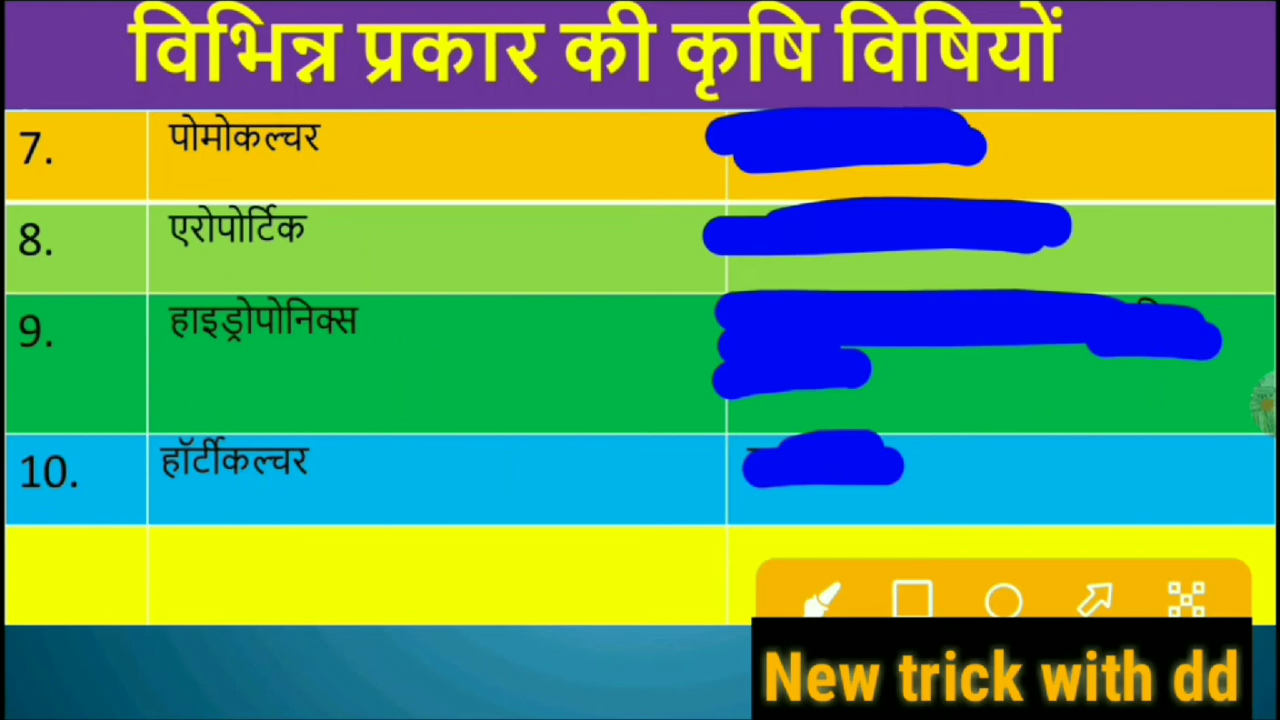 विभिन्न प्रकार की कृषि विषियों
7. पोमोकल्चर
8. एरोपोर्टिक
9. हाइड्रोपोनिक्स
10. हॉर्टीकल्चर
New trick with dd